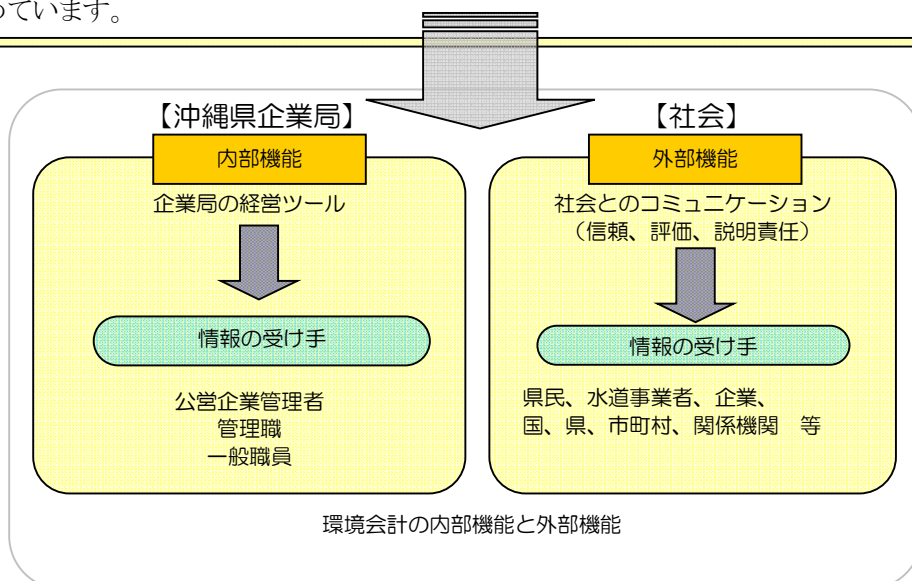 っています。
【沖縄県企業局】
内部機能
企業局の経営ツール
情報の受け手
公営企業管理者
管理職
一般職員
【社会】
外部機能
社会とのコミュニケーション
（信頼、評価、説明責任）
情報の受け手
県民、水道事業者、企業、
国、県、市町村、関係機関　等
環境会計の内部機能と外部機能